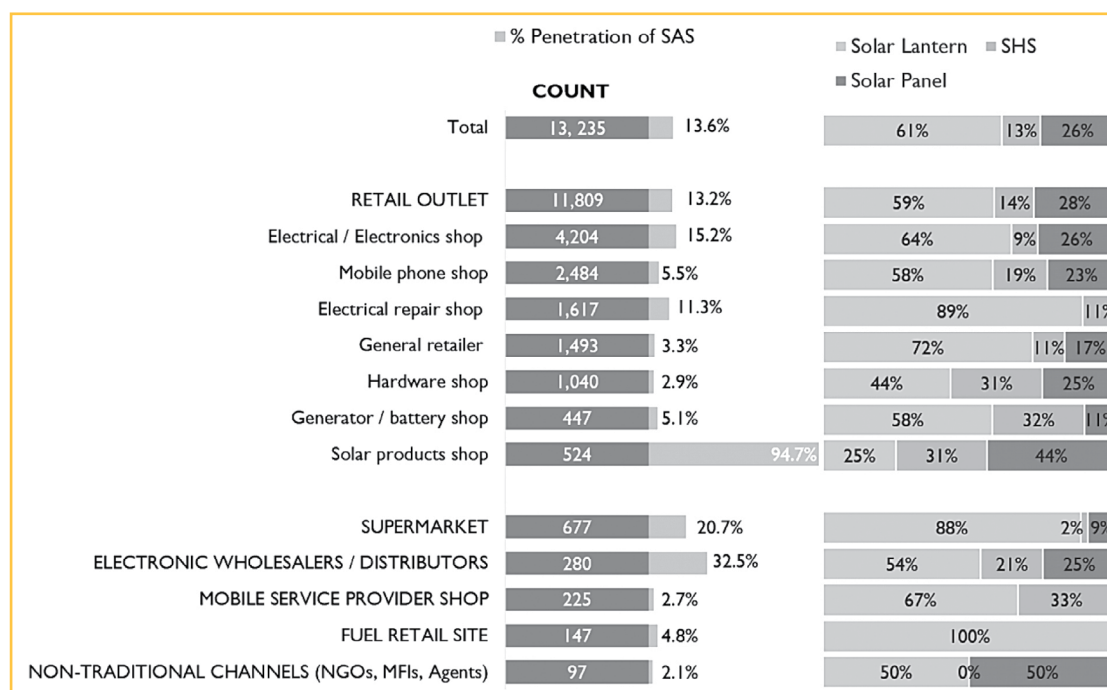 % Penetration of SAS
Solar Lantern SHS
Solar Panel
COUNT
Total 13, 235 13.6% 61% 13% 26%
RETAIL OUTLET 11,809 13.2% 59% 14% 28%
Electrical / Electronics shop 4,204 15.2% 64% 9% 26%
Mobile phone shop 2,484 5.5% 58% 19% 23%
Electrical repair shop 1,617 11.3% 89% 11%
General retailer 1,493 3.3% 72% 11% 17%
Hardware shop 1,040 2.9% 44% 31% 25%
Generator / battery shop 447 5.1% 58% 32% 11%
Solar products shop 524 94.7% 25% 31% 44%
SUPERMARKET 677 20.7% 88% 2% 9%
ELECTRONIC WHOLESALERS / DISTRIBUTORS 280 32.5% 54% 21% 25%
MOBILE SERVICE PROVIDER SHOP 225 2.7% 67% 33%
FUEL RETAIL SITE 147 4.8% 100%
NON-TRADITIONAL CHANNELS (NGOs, MFIs, Agents) 97 2.1% 50% 0% 50%